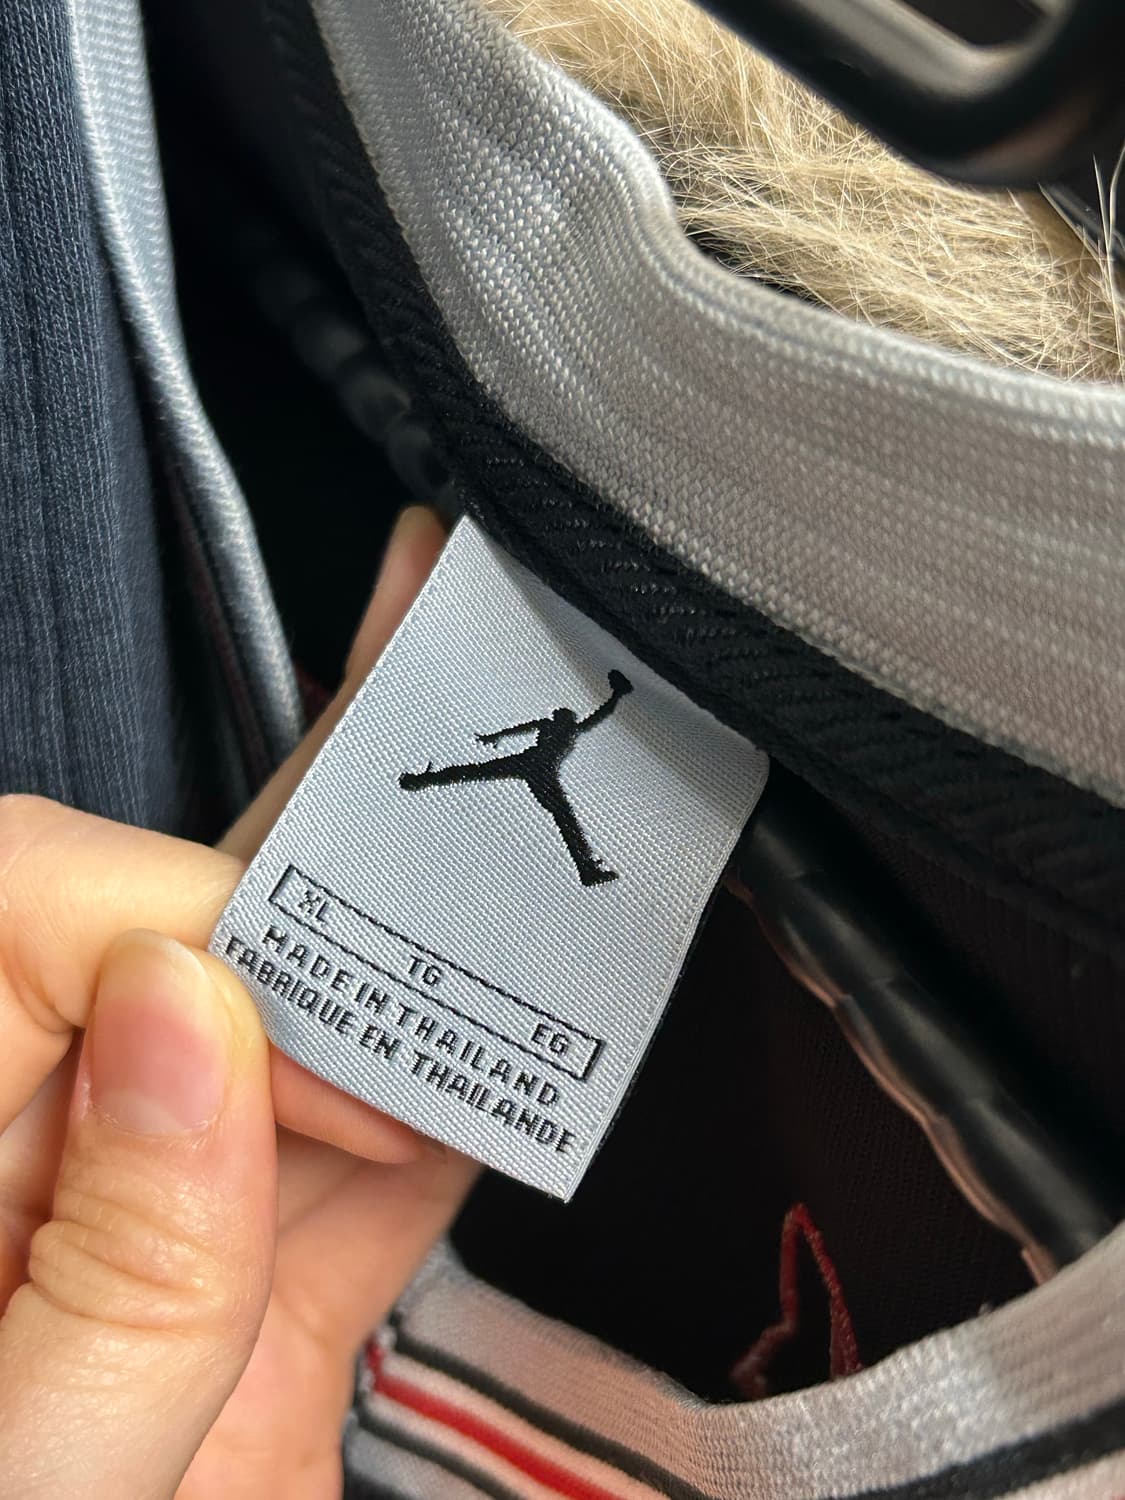 XL TG EG
MADE IN THAILAND
FABRIQUE EN THAILANDE